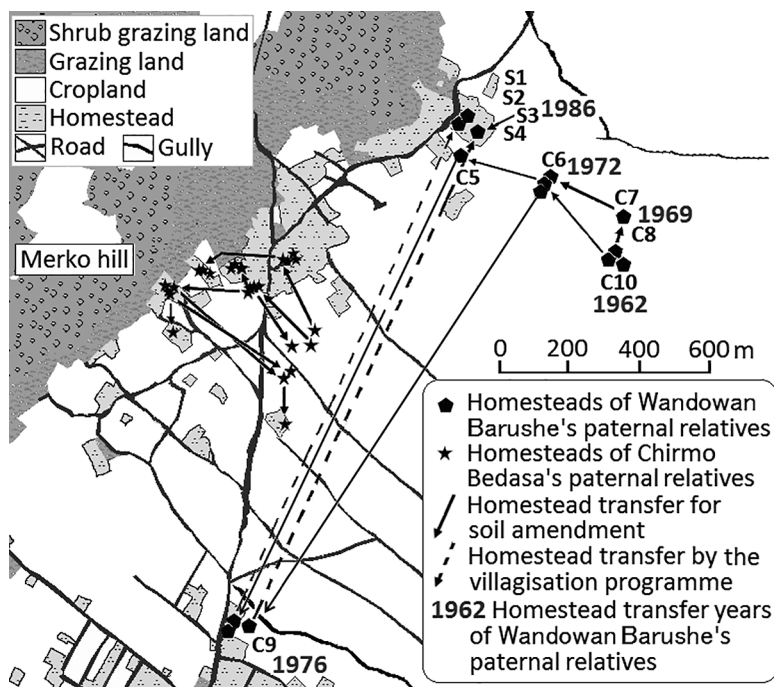 Shrub grazing land
Grazing land
Cropland
Homestead
Road Gully
Merko hill
S1
S2
S3 1986
S4
C5
C6 1972
C7
1969
C8
C10
1962
0 200 400 600 m
Homesteads of Wandowan
Barushe's paternal relatives
Homesteads of Chirmo
Bedasa's paternal relatives
Homestead transfer for
soil amendment
Homestead transfer by the
villagisation programme
1962 Homestead transfer years
of Wandowan Barushe's
paternal relatives
C9
1976